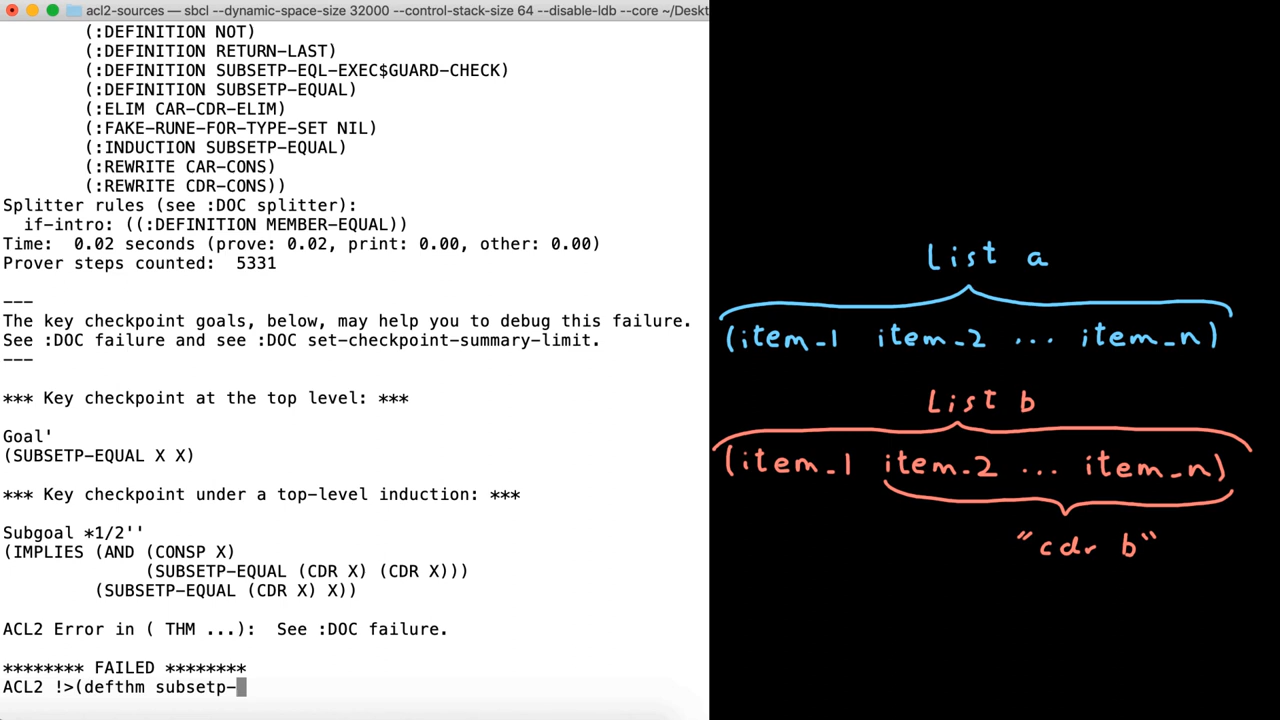 acl2-sources — sbcl --dynamic-space-size 32000 --control-stack-size 64 --disable-ldb --core ~/Deskt
(:DEFINITION NOT)
(:DEFINITION RETURN-LAST)
(:DEFINITION SUBSETP-EQL-EXEC$GUARD-CHECK)
(:DEFINITION SUBSETP-EQUAL)
(:ELIM CAR-CDR-ELIM)
(:FAKE-RUNE-FOR-TYPE-SET NIL)
(:INDUCTION SUBSETP-EQUAL)
(:REWRITE CAR-CONS)
(:REWRITE CDR-CONS))
Splitter rules (see :DOC splitter):
if-intro: ((:DEFINITION MEMBER-EQUAL))
Time:  0.02 seconds (prove: 0.02, print: 0.00, other: 0.00)
Prover steps counted:  5331
---
The key checkpoint goals, below, may help you to debug this failure.
See :DOC failure and see :DOC set-checkpoint-summary-limit.
---
*** Key checkpoint at the top level: ***
Goal'
(SUBSETP-EQUAL X X)
*** Key checkpoint under a top-level induction: ***
Subgoal *1/2''
(IMPLIES (AND (CONSP X)
(SUBSETP-EQUAL (CDR X) (CDR X)))
(SUBSETP-EQUAL (CDR X) X))
ACL2 Error in ( THM ...):  See :DOC failure.
******** FAILED ********
ACL2 !>(defthm subsetp-
List a
(item_1 item_2 ... item_n)
List b
(item_1 item_2 ... item_n)
"cdr b"